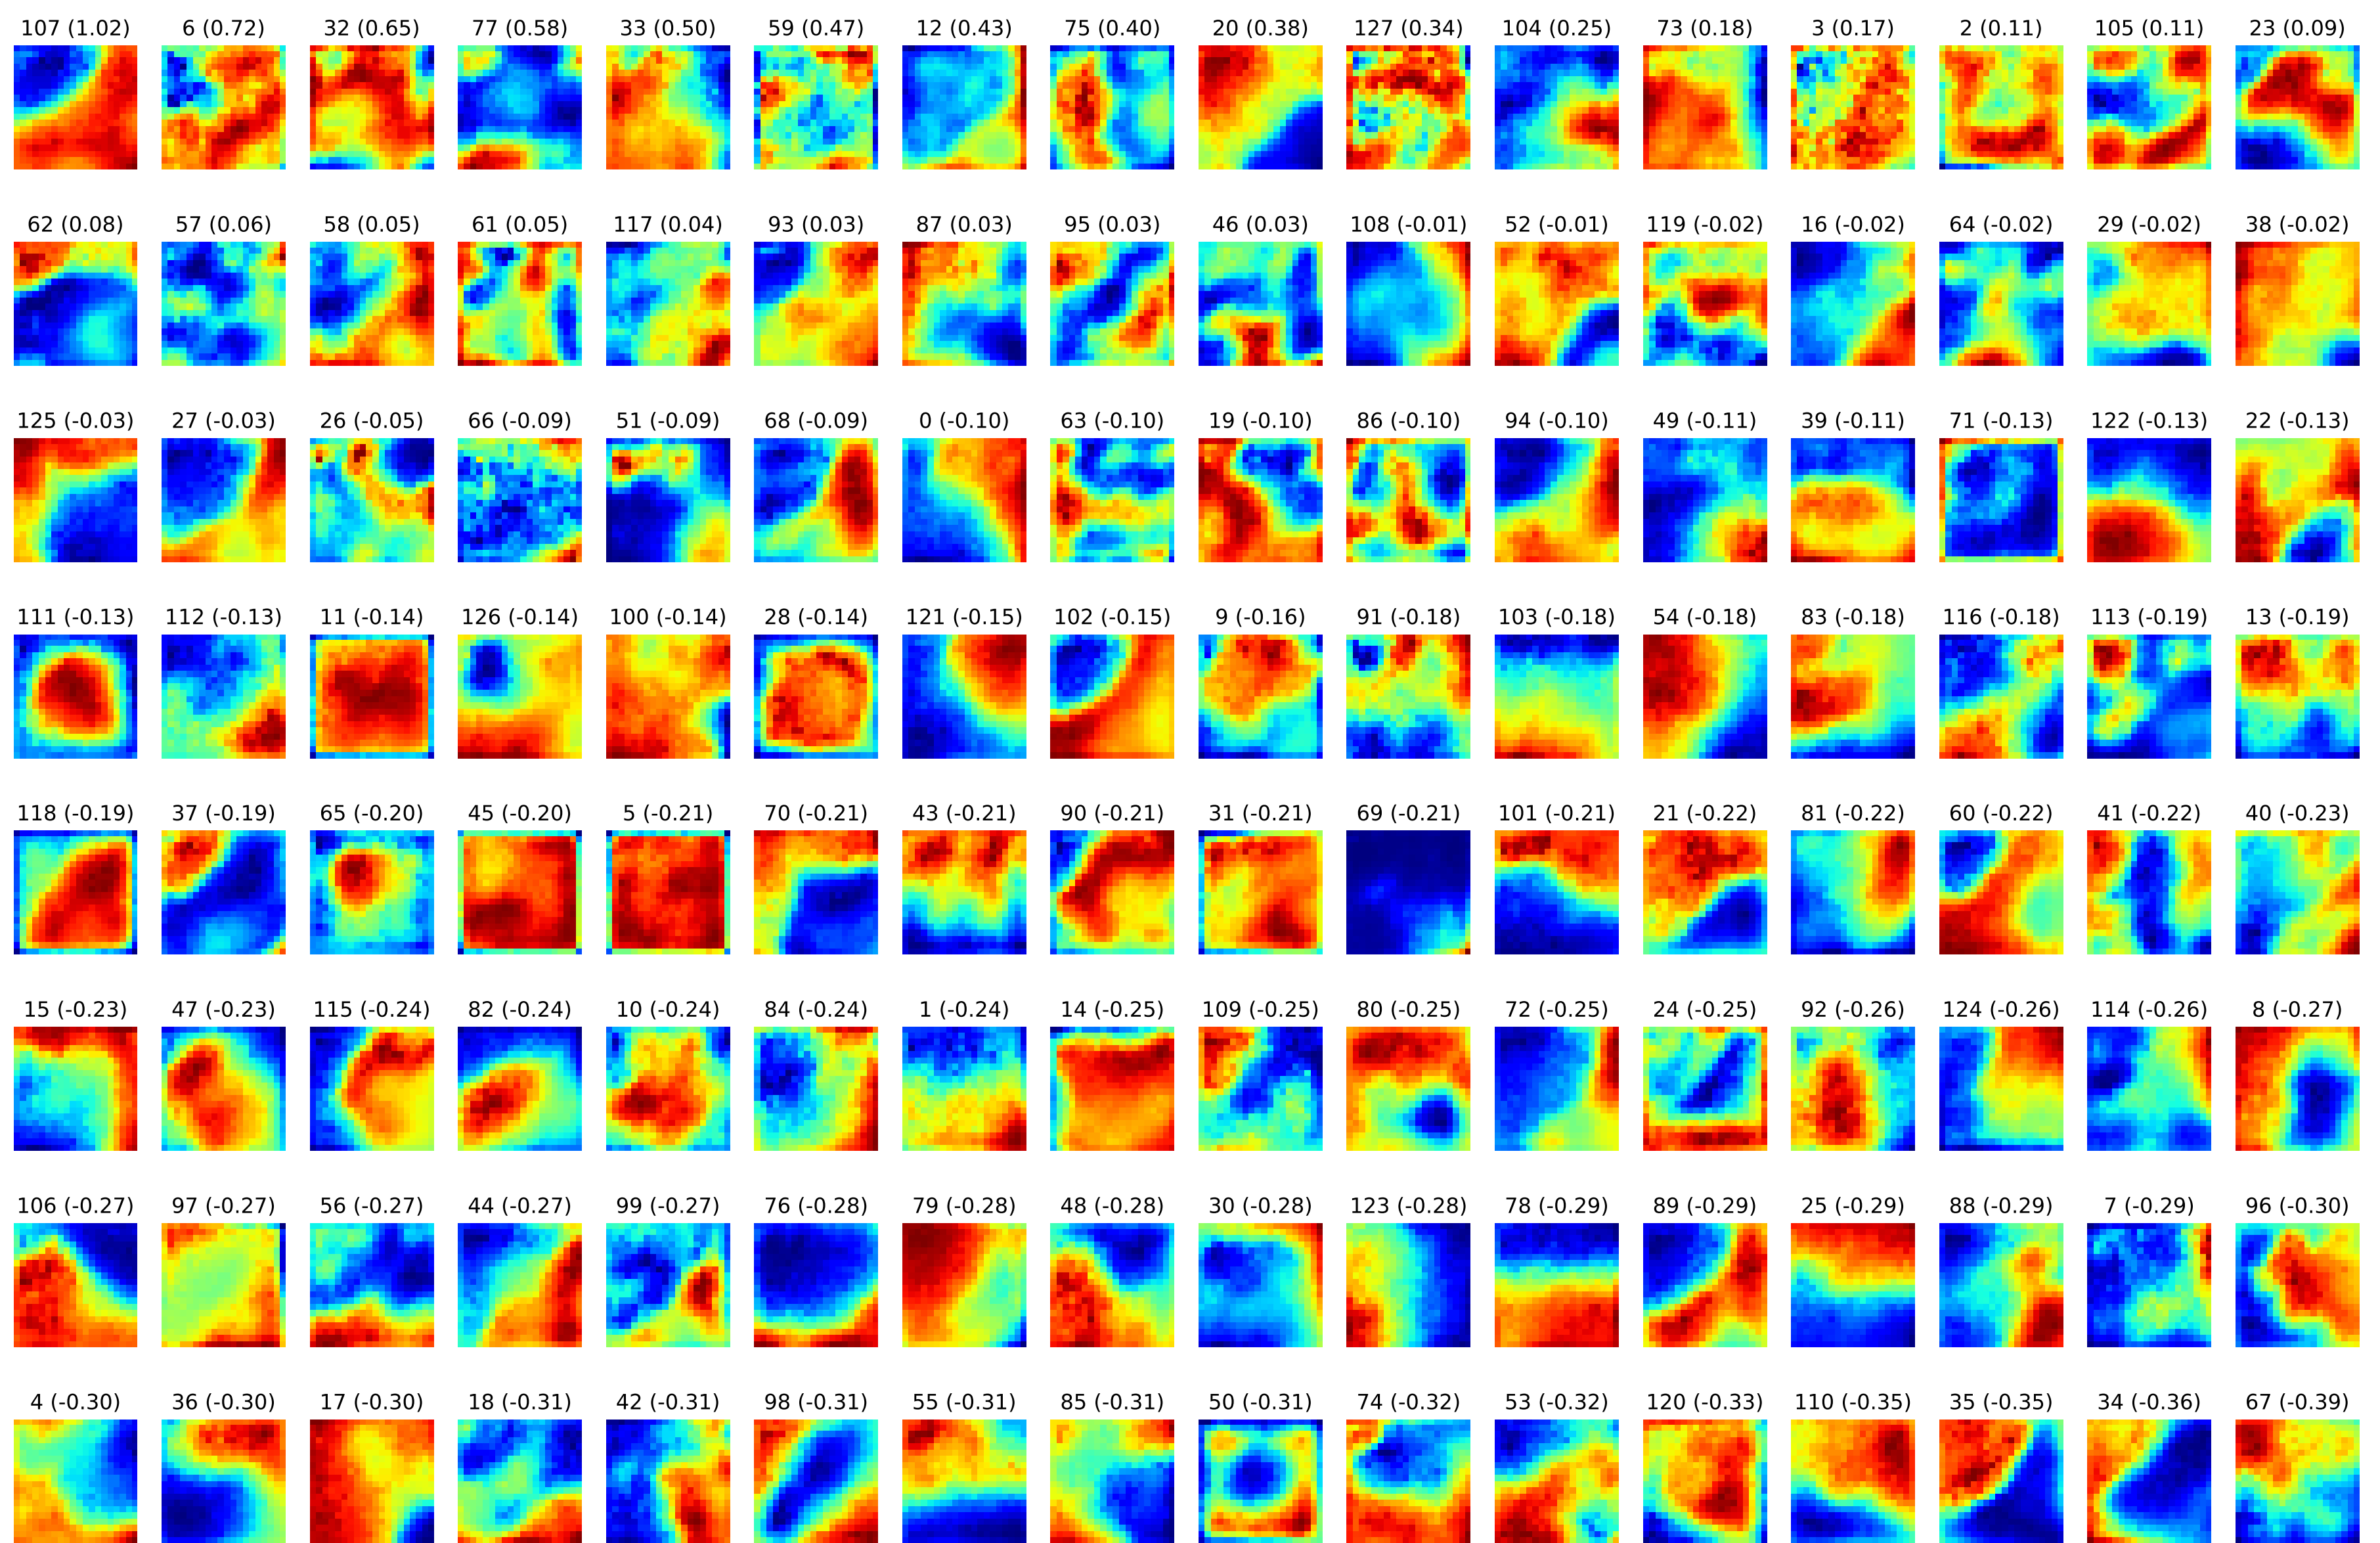 107 (1.02) 6 (0.72) 32 (0.65) 77 (0.58) 33 (0.50) 59 (0.47) 12 (0.43) 75 (0.40) 20 (0.38) 127 (0.34) 104 (0.25) 73 (0.18) 3 (0.17) 2 (0.11) 105 (0.11) 23 (0.09)
62 (0.08) 57 (0.06) 58 (0.05) 61 (0.05) 117 (0.04) 93 (0.03) 87 (0.03) 95 (0.03) 46 (0.03) 108 (-0.01) 52 (-0.01) 119 (-0.02) 16 (-0.02) 64 (-0.02) 29 (-0.02) 38 (-0.02)
125 (-0.03) 27 (-0.03) 26 (-0.05) 66 (-0.09) 51 (-0.09) 68 (-0.09) 0 (-0.10) 63 (-0.10) 19 (-0.10) 86 (-0.10) 94 (-0.10) 49 (-0.11) 39 (-0.11) 71 (-0.13) 122 (-0.13) 22 (-0.13)
111 (-0.13) 112 (-0.13) 11 (-0.14) 126 (-0.14) 100 (-0.14) 28 (-0.14) 121 (-0.15) 102 (-0.15) 9 (-0.16) 91 (-0.18) 103 (-0.18) 54 (-0.18) 83 (-0.18) 116 (-0.18) 113 (-0.19) 13 (-0.19)
118 (-0.19) 37 (-0.19) 65 (-0.20) 45 (-0.20) 5 (-0.21) 70 (-0.21) 43 (-0.21) 90 (-0.21) 31 (-0.21) 69 (-0.21) 101 (-0.21) 21 (-0.22) 81 (-0.22) 60 (-0.22) 41 (-0.22) 40 (-0.23)
15 (-0.23) 47 (-0.23) 115 (-0.24) 82 (-0.24) 10 (-0.24) 84 (-0.24) 1 (-0.24) 14 (-0.25) 109 (-0.25) 80 (-0.25) 72 (-0.25) 24 (-0.25) 92 (-0.26) 124 (-0.26) 114 (-0.26) 8 (-0.27)
106 (-0.27) 97 (-0.27) 56 (-0.27) 44 (-0.27) 99 (-0.27) 76 (-0.28) 79 (-0.28) 48 (-0.28) 30 (-0.28) 123 (-0.28) 78 (-0.29) 89 (-0.29) 25 (-0.29) 88 (-0.29) 7 (-0.29) 96 (-0.30)
4 (-0.30) 36 (-0.30) 17 (-0.30) 18 (-0.31) 42 (-0.31) 98 (-0.31) 55 (-0.31) 85 (-0.31) 50 (-0.31) 74 (-0.32) 53 (-0.32) 120 (-0.33) 110 (-0.35) 35 (-0.35) 34 (-0.36) 67 (-0.39)